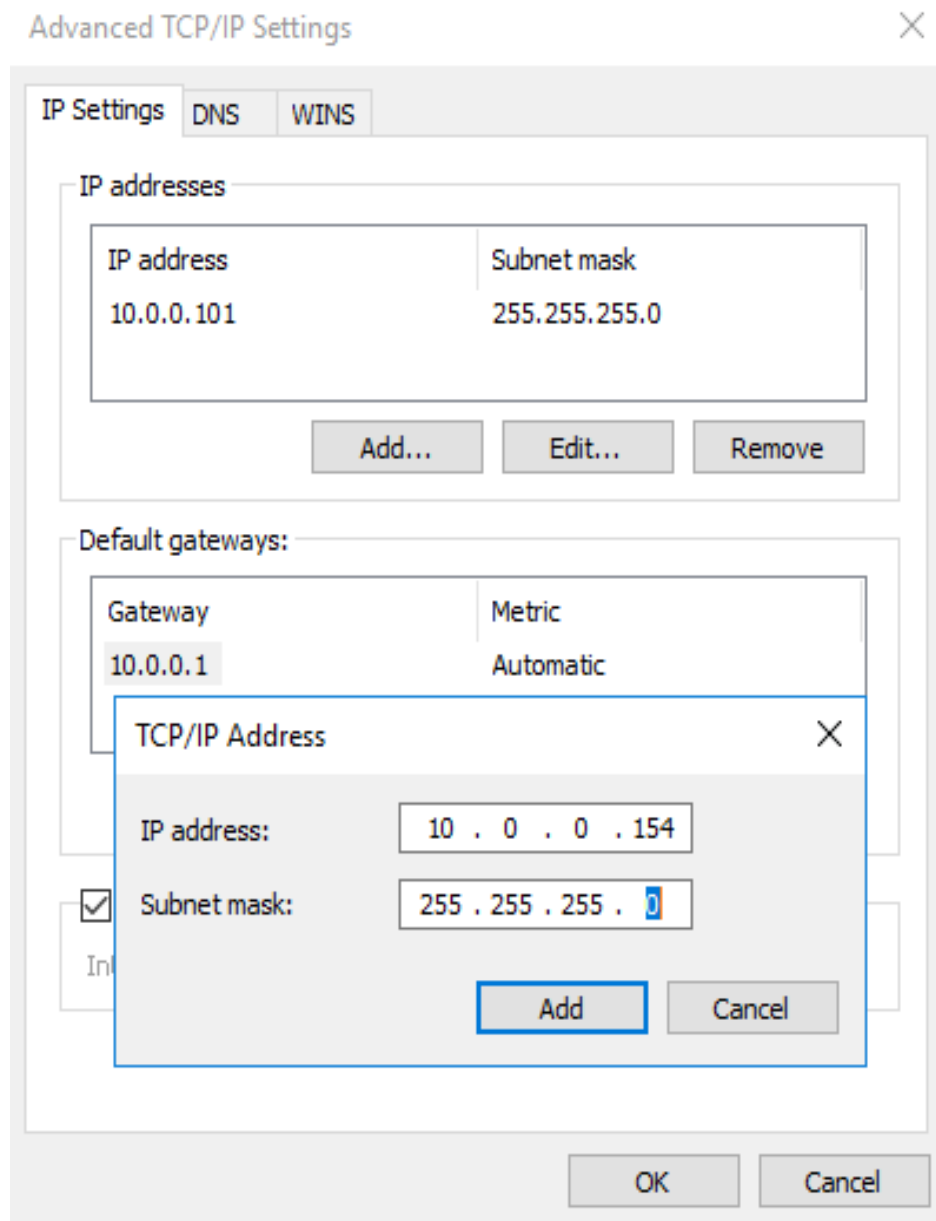 Advanced TCP/IP Settings
IP Settings DNS WINS
IP addresses
IP address Subnet mask
10.0.0.101 255.255.255.0
Add... Edit... Remove
Default gateways:
Gateway Metric
10.0.0.1 Automatic
TCP/IP Address
IP address: 10 . 0 . 0 . 154
Subnet mask: 255 . 255 . 255 . 0
Add Cancel
OK Cancel